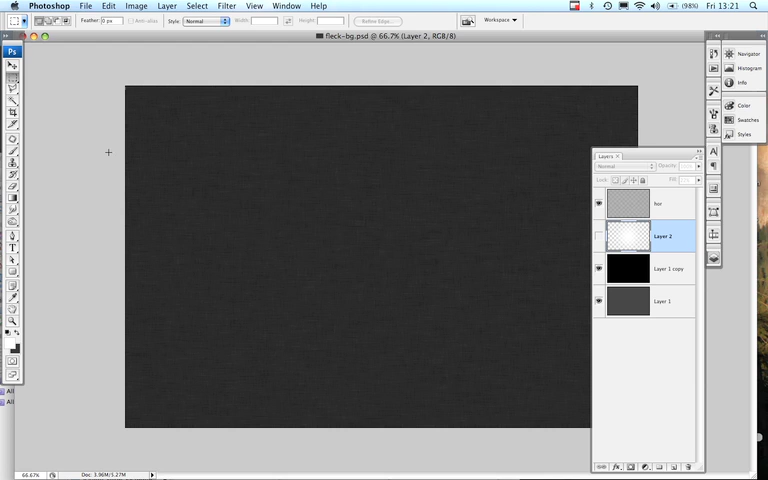 Photoshop File Edit Image Layer Select Filter View Window Help (98%) Fri 13:21
Feather: 0 px Anti-alias Style: Normal Width: Height: Refine Edge... Workspace
fleck-bg.psd @ 66.7% (Layer 2, RGB/8)
Ps
Navigator
Histogram
Info
Color
Swatches
Styles
Layers
Normal Opacity:
Lock: Fill:
hor
Layer 2
Layer 1 copy
Layer 1
All
All
66.67% Doc: 3.96M/5.27M